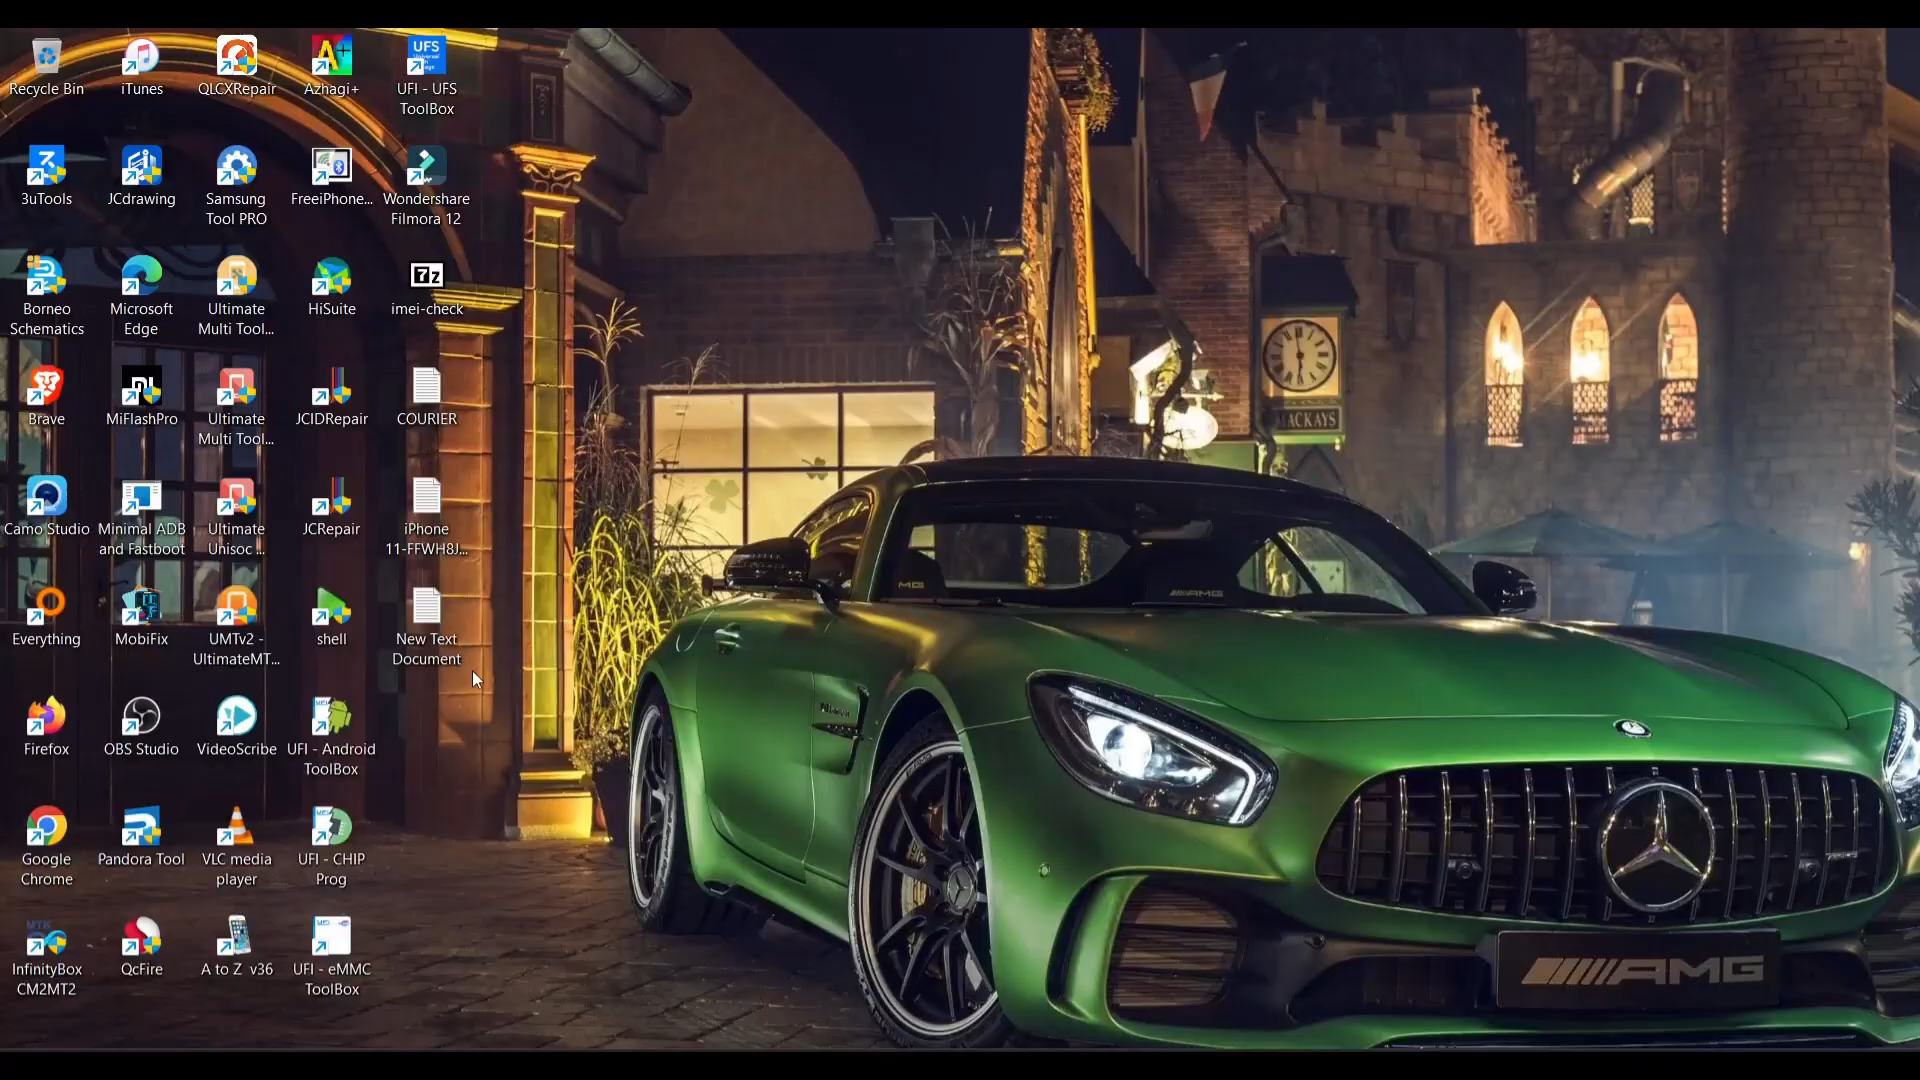 Recycle Bin
iTunes
QLCXRepair
Azhagi+
UFS
UFI - UFS
ToolBox
3uTools
JCdrawing
Samsung
Tool PRO
FreeiPhone...
Wondershare
Filmora 12
Borneo
Schematics
Microsoft
Edge
Ultimate
Multi Tool...
HiSuite
7z
imei-check
Brave
MiFlashPro
Ultimate
Multi Tool...
JCIDRepair
COURIER
MACKAYS
Camo Studio
Minimal ADB
and Fastboot
Ultimate
Unisoc ...
JCRepair
iPhone
11-FFWH8J...
AMG
Everything
MobiFix
UMTv2 -
UltimateMT...
shell
New Text
Document
Firefox
OBS Studio
VideoScribe
UFI - Android
ToolBox
Google
Chrome
Pandora Tool
VLC media
player
UFI - CHIP
Prog
InfinityBox
CM2MT2
QcFire
A to Z v36
UFI - eMMC
ToolBox
AMG